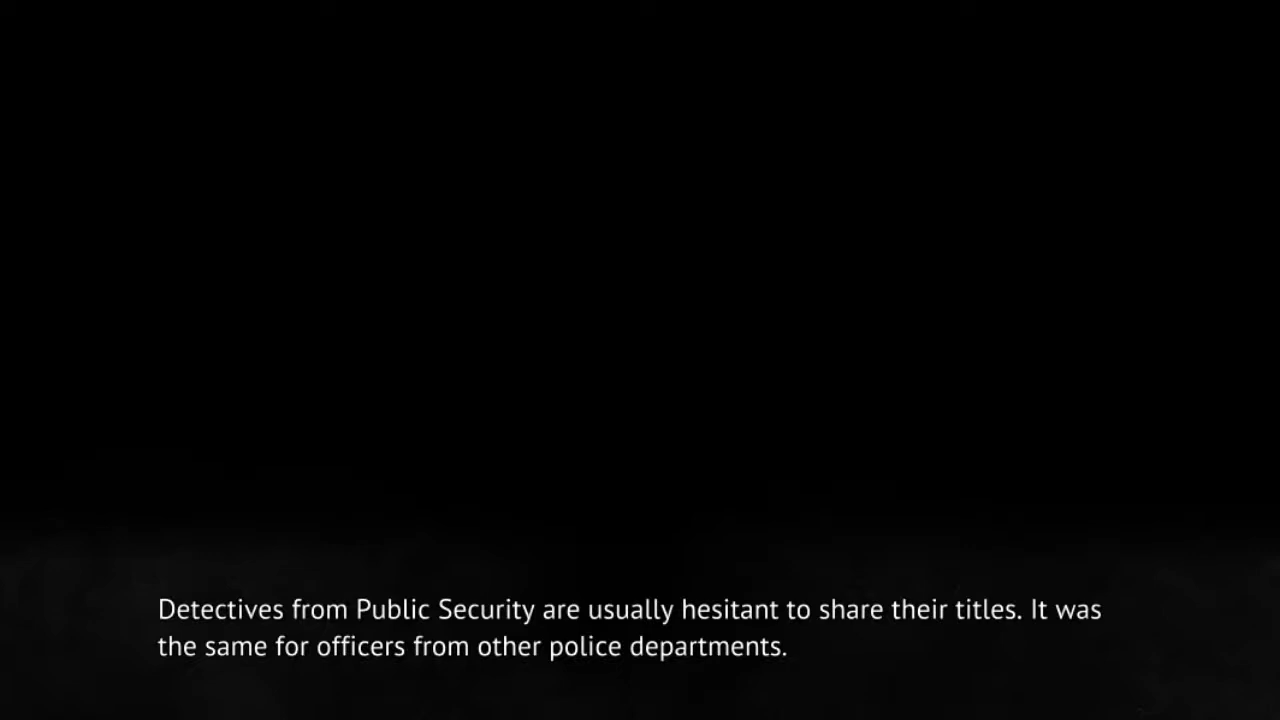 Detectives from Public Security are usually hesitant to share their titles. It was
the same for officers from other police departments.